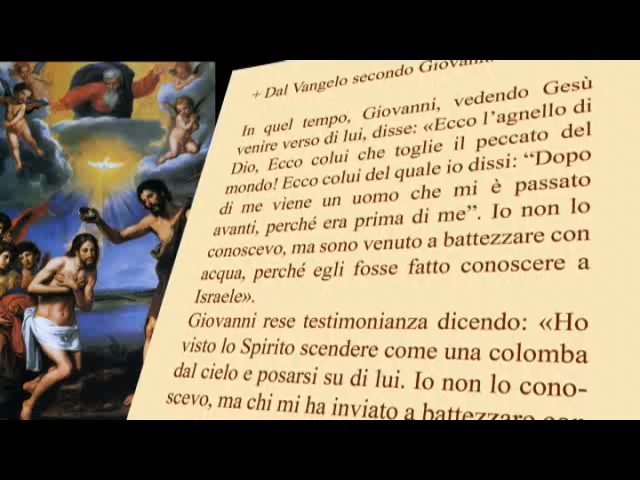 + Dal Vangelo secondo Giovanni.
In quel tempo, Giovanni, vedendo Gesù
venire verso di lui, disse: «Ecco l’agnello di
Dio, Ecco colui che toglie il peccato del
mondo! Ecco colui del quale io dissi: “Dopo
di me viene un uomo che mi è passato
avanti, perché era prima di me”. Io non lo
conoscevo, ma sono venuto a battezzare con
acqua, perché egli fosse fatto conoscere a
Israele».
Giovanni rese testimonianza dicendo: «Ho
visto lo Spirito scendere come una colomba
dal cielo e posarsi su di lui. Io non lo cono-
scevo, ma chi mi ha inviato a battezzare con